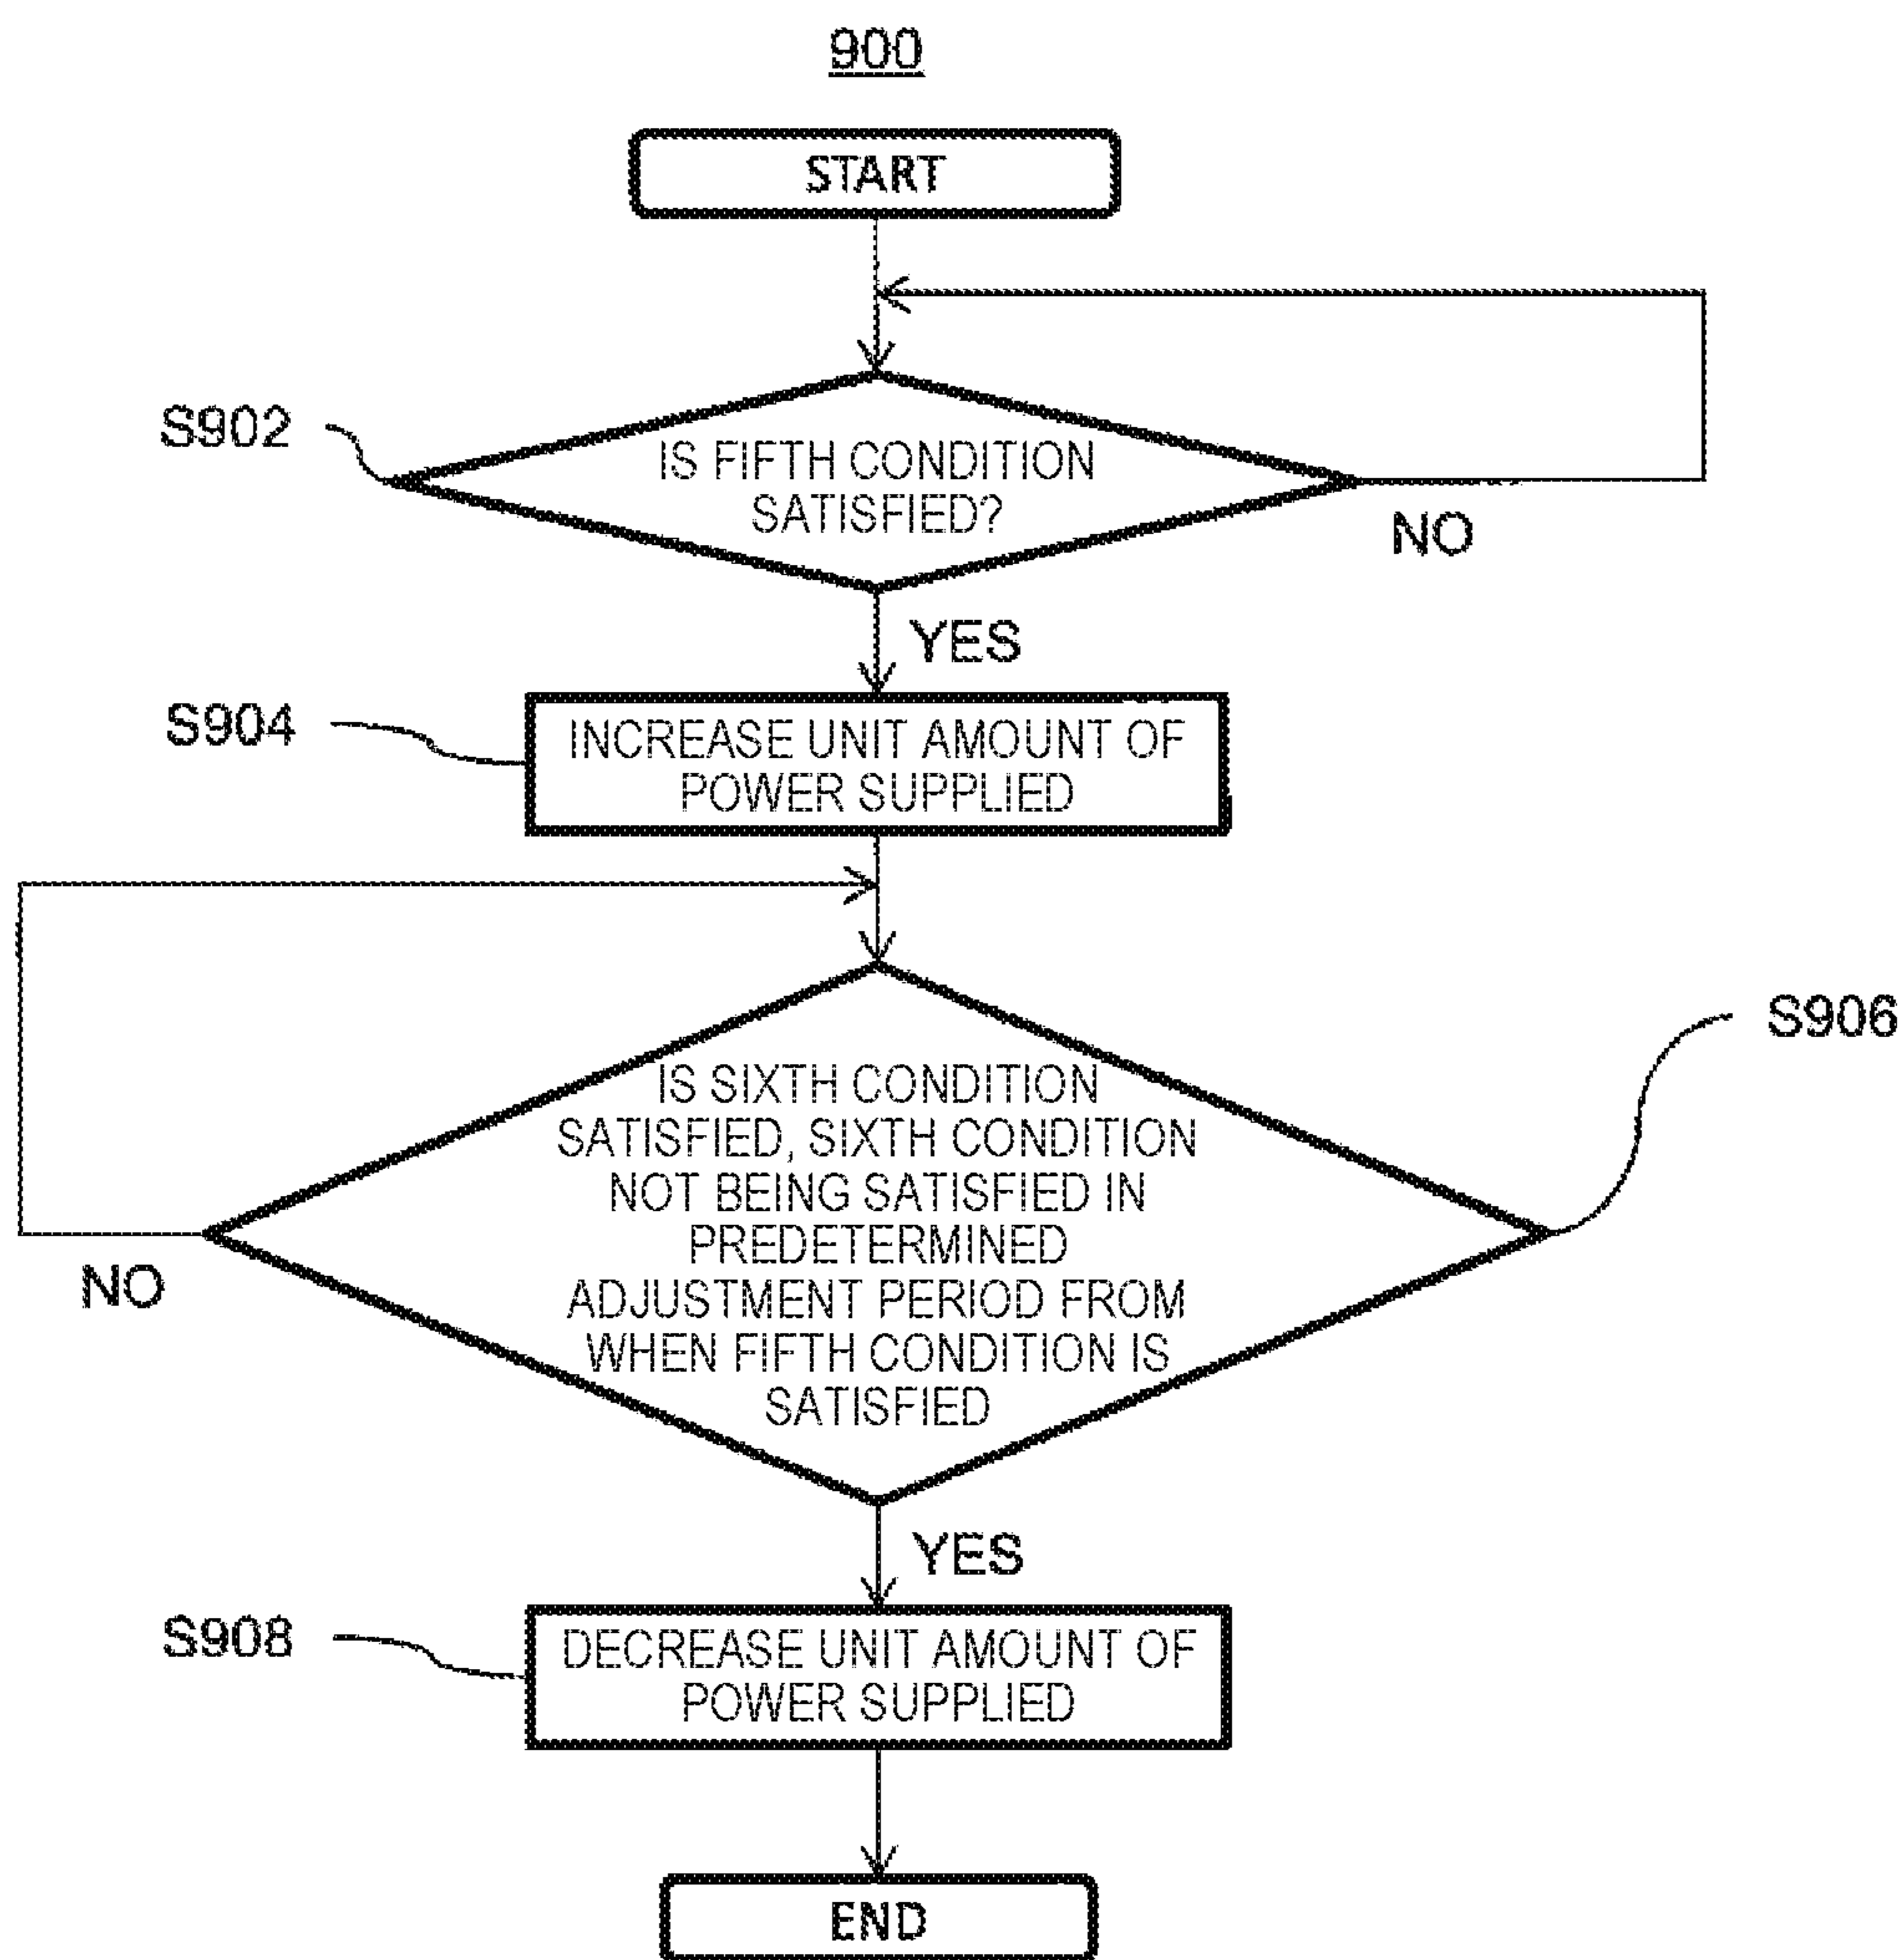 900
START
S902
IS FIFTH CONDITION
SATISFIED?
NO
YES
S904
INCREASE UNIT AMOUNT OF
POWER SUPPLIED
S906
IS SIXTH CONDITION
SATISFIED, SIXTH CONDITION
NOT BEING SATISFIED IN
PREDETERMINED
ADJUSTMENT PERIOD FROM
WHEN FIFTH CONDITION IS
SATISFIED
NO
YES
S908
DECREASE UNIT AMOUNT OF
POWER SUPPLIED
END